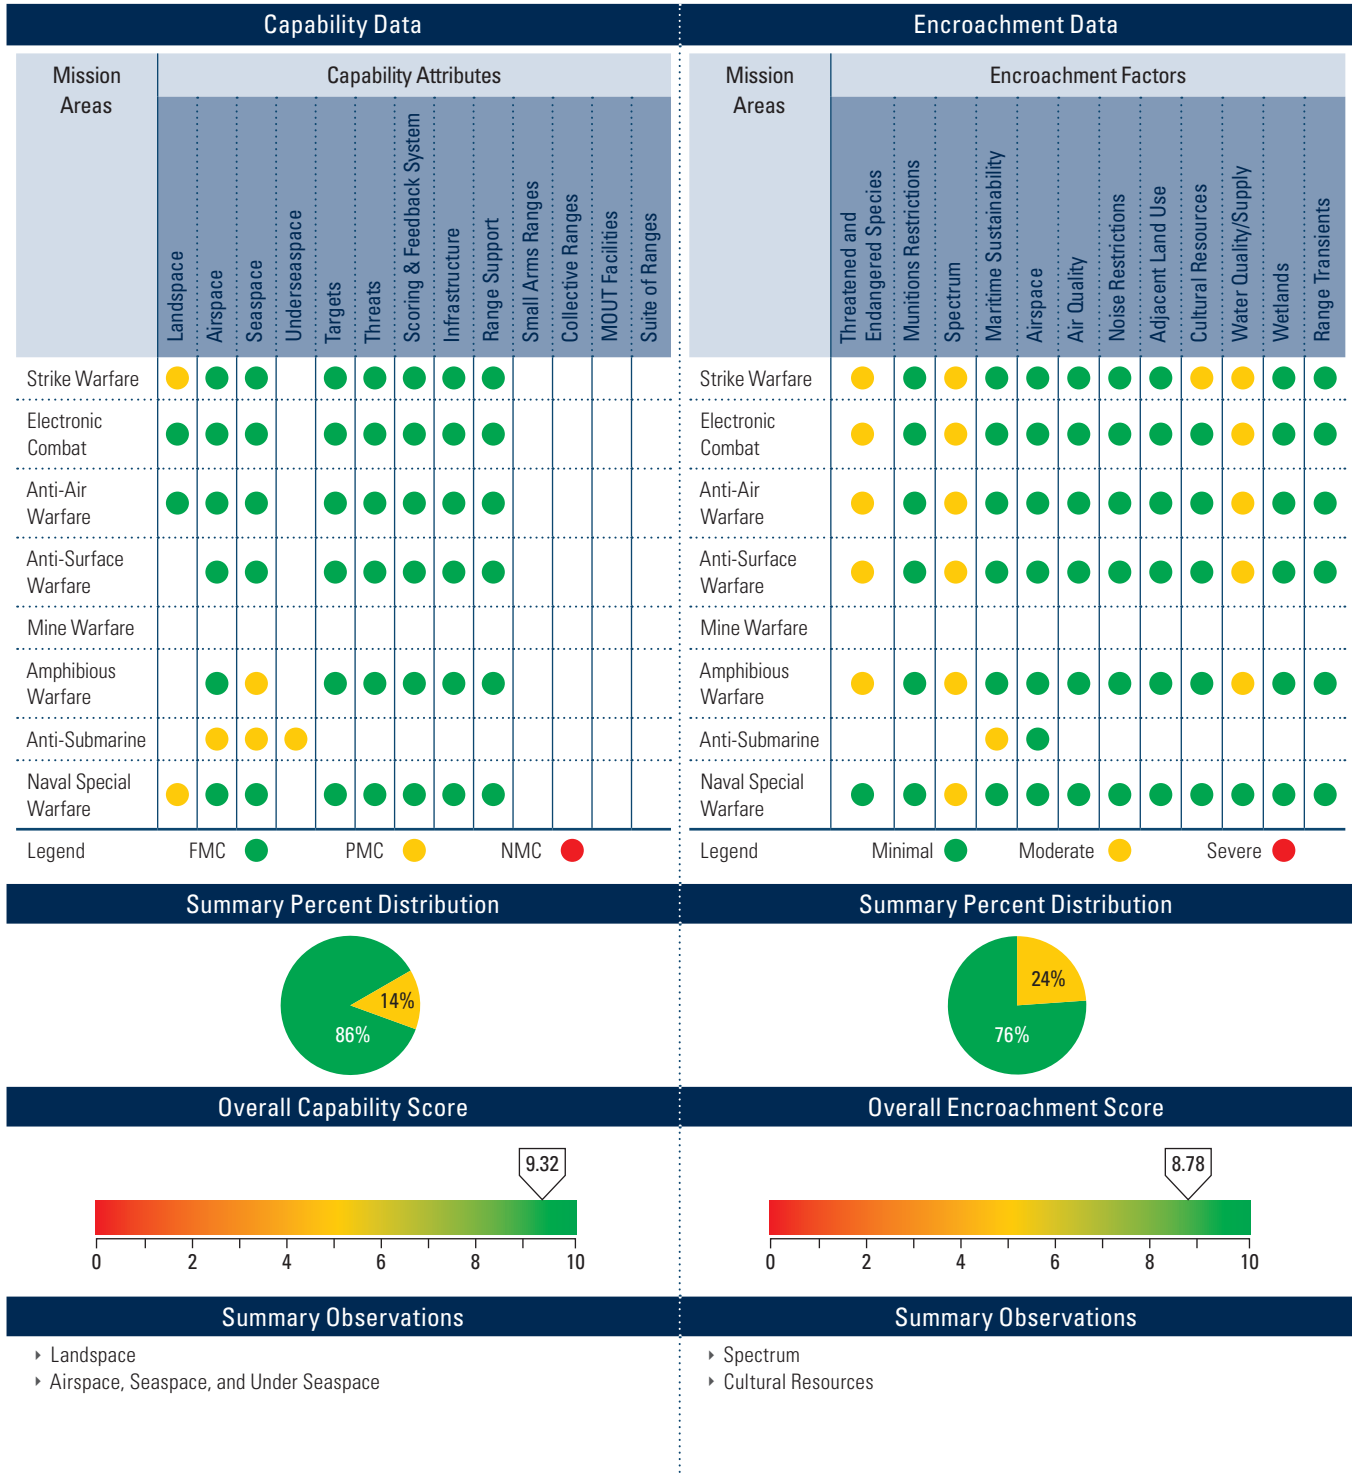 Capability Data
Mission
Areas
Capability Attributes
Landspace
Airspace
Seaspace
Underseaspace
Targets
Threats
Scoring & Feedback System
Infrastructure
Range Support
Small Arms Ranges
Collective Ranges
MOUT Facilities
Suite of Ranges
Strike Warfare
Electronic
Combat
Anti-Air
Warfare
Anti-Surface
Warfare
Mine Warfare
Amphibious
Warfare
Anti-Submarine
Naval Special
Warfare
Legend FMC PMC NMC
Summary Percent Distribution
14%
86%
Overall Capability Score
9.32
0 2 4 6 8 10
Summary Observations
‣ Landspace
‣ Airspace, Seaspace, and Under Seaspace
Encroachment Data
Mission
Areas
Encroachment Factors
Threatened and
Endangered Species
Munitions Restrictions
Spectrum
Maritime Sustainability
Airspace
Air Quality
Noise Restrictions
Adjacent Land Use
Cultural Resources
Water Quality/Supply
Wetlands
Range Transients
Strike Warfare
Electronic
Combat
Anti-Air
Warfare
Anti-Surface
Warfare
Mine Warfare
Amphibious
Warfare
Anti-Submarine
Naval Special
Warfare
Legend Minimal Moderate Severe
Summary Percent Distribution
24%
76%
Overall Encroachment Score
8.78
0 2 4 6 8 10
Summary Observations
‣ Spectrum
‣ Cultural Resources